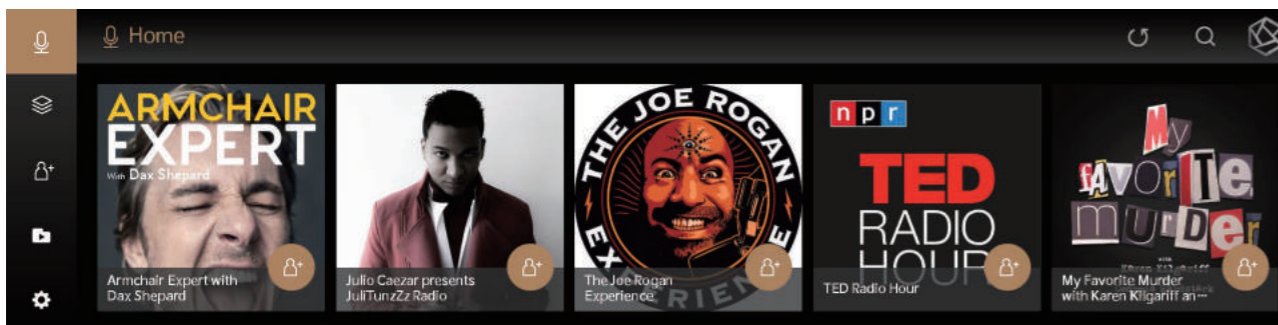 Home
ARMCHAIR
EXPERT
With Dax Shepard
Armchair Expert with
Dax Shepard
Julio Caezar presents
JuliTunzZz Radio
THE JOE ROGAN
EXPERIENCE
The Joe Rogan
Experience
npr
TED
RADIO
HOUR
TED Radio Hour
My
FAVORITE
MURDER
with
My Favorite Murder
with Karen Kligariff an···